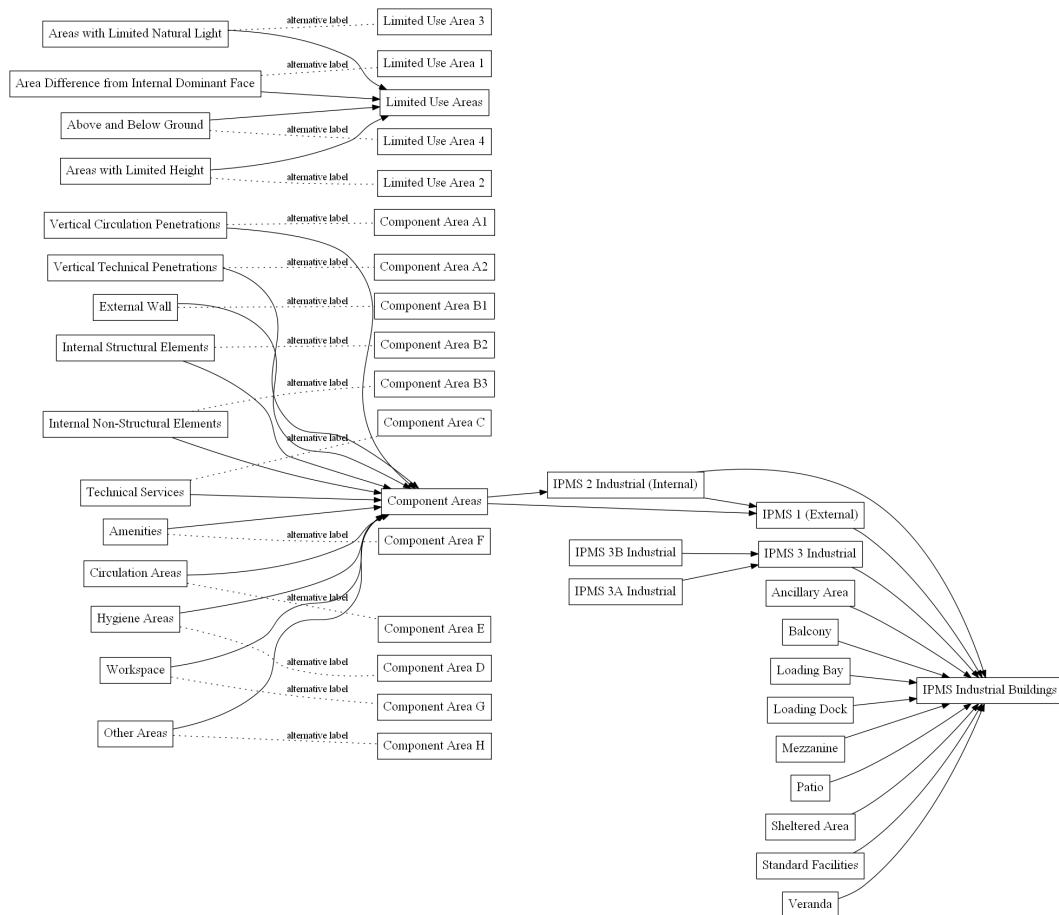 Areas with Limited Natural Light
alternative label
Limited Use Area 3
Area Difference from Internal Dominant Face
alternative label
Limited Use Area 1
Limited Use Areas
Above and Below Ground
alternative label
Limited Use Area 4
Areas with Limited Height
alternative label
Limited Use Area 2
Vertical Circulation Penetrations
alternative label
Component Area A1
Vertical Technical Penetrations
alternative label
Component Area A2
External Wall
alternative label
Component Area B1
Internal Structural Elements
alternative label
Component Area B2
Internal Non-Structural Elements
alternative label
Component Area B3
Technical Services
alternative label
Component Area C
Component Areas
Amenities
alternative label
Component Area F
Circulation Areas
alternative label
Component Area E
Hygiene Areas
alternative label
Component Area D
Workspace
alternative label
Component Area G
Other Areas
alternative label
Component Area H
IPMS 2 Industrial (Internal)
IPMS 1 (External)
IPMS 3B Industrial
IPMS 3 Industrial
IPMS 3A Industrial
Ancillary Area
Balcony
Loading Bay
Loading Dock
Mezzanine
Patio
Sheltered Area
Standard Facilities
Veranda
IPMS Industrial Buildings